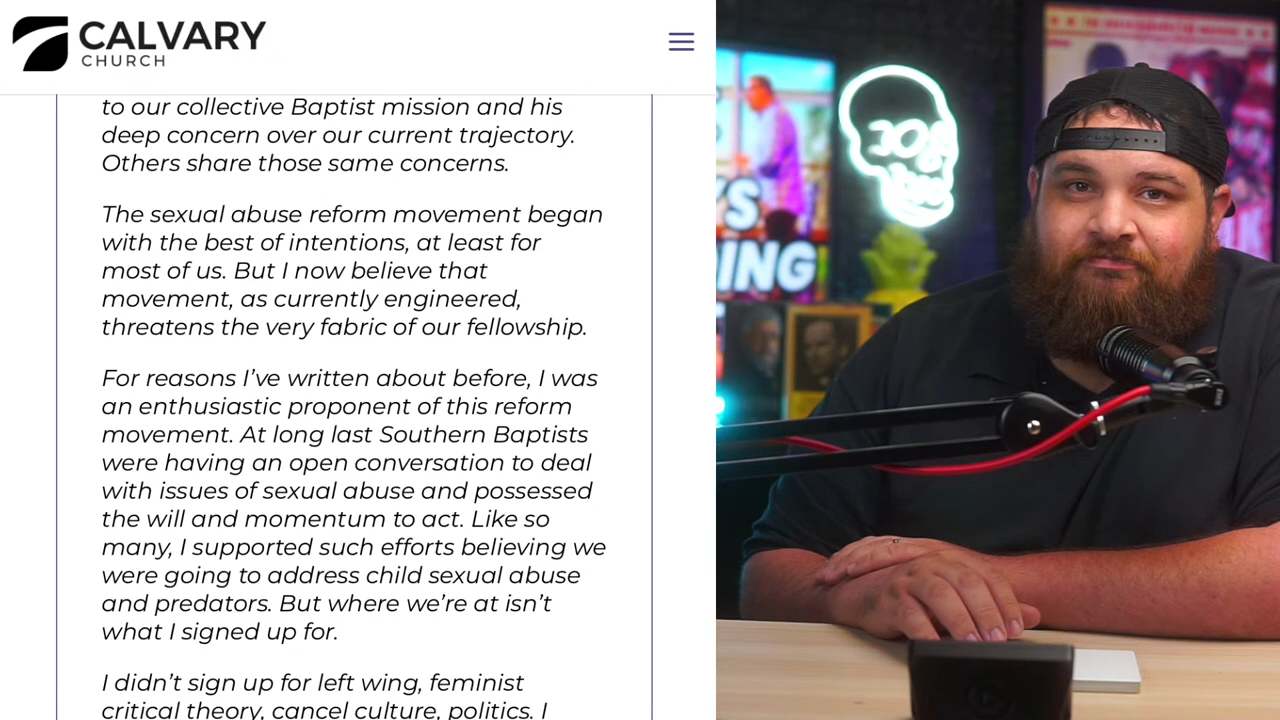 CALVARY
CHURCH
to our collective Baptist mission and his
deep concern over our current trajectory.
Others share those same concerns.
The sexual abuse reform movement began
with the best of intentions, at least for
most of us. But I now believe that
movement, as currently engineered,
threatens the very fabric of our fellowship.
For reasons I’ve written about before, I was
an enthusiastic proponent of this reform
movement. At long last Southern Baptists
were having an open conversation to deal
with issues of sexual abuse and possessed
the will and momentum to act. Like so
many, I supported such efforts believing we
were going to address child sexual abuse
and predators. But where we’re at isn’t
what I signed up for.
I didn’t sign up for left wing, feminist
critical theory, cancel culture, politics. I
ING